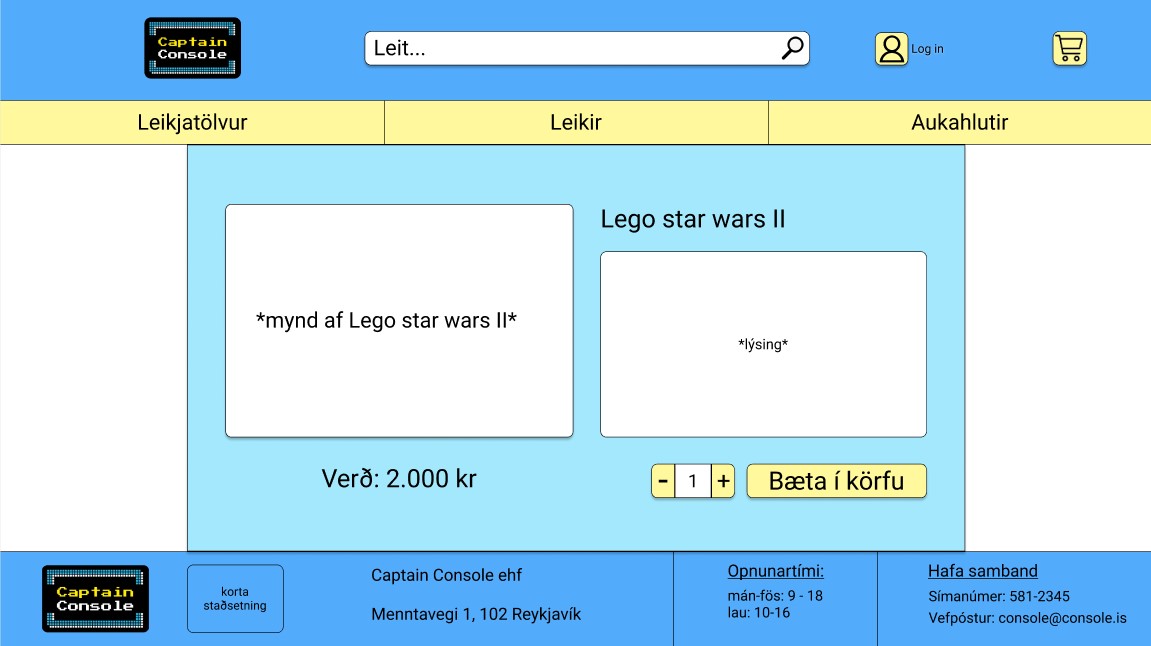 Captain
Console
Leit...
Log in
Leikjatölvur
Leikir
Aukahlutir
Lego star wars II
*mynd af Lego star wars II*
*lýsing*
Verð: 2.000 kr
- 1 +
Bæta í körfu
Captain
Console
korta
staðsetning
Captain Console ehf
Menntavegi 1, 102 Reykjavík
Opnunartími:
mán-fös: 9 - 18
lau: 10-16
Hafa samband
Símanúmer: 581-2345
Vefpóstur: console@console.is